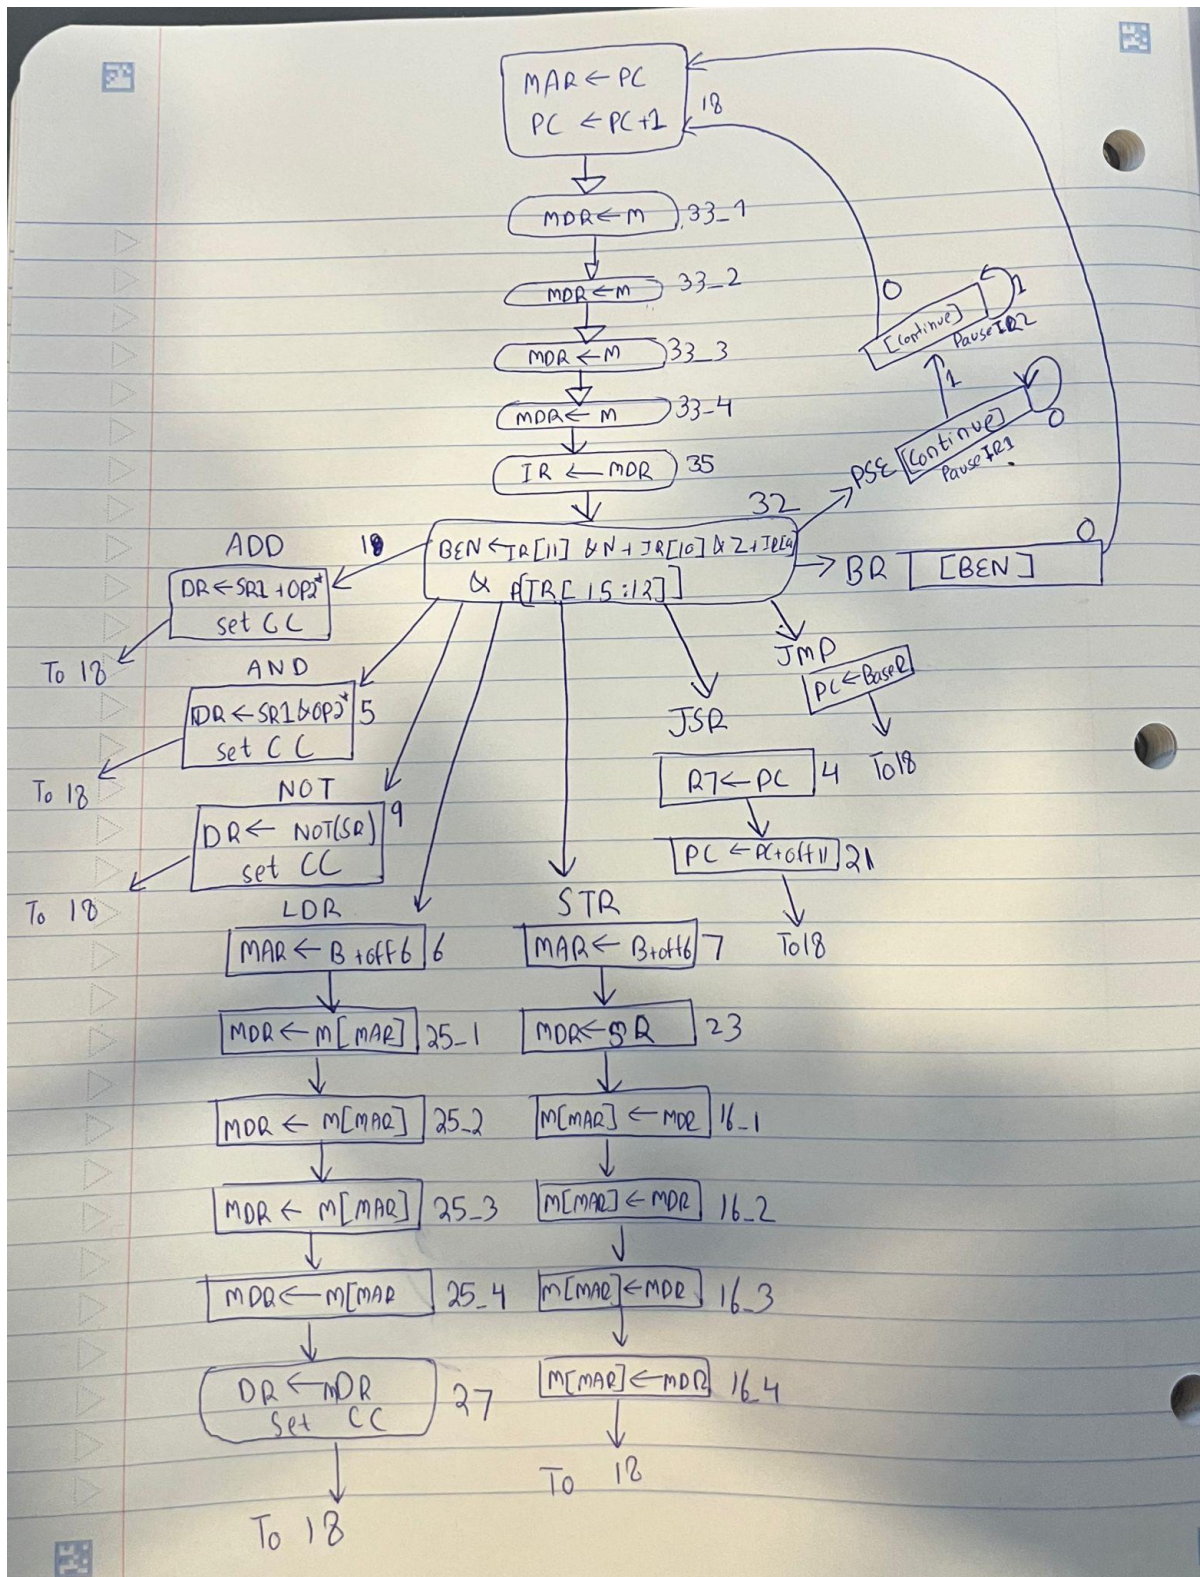 MAR ← PC
PC ← PC+1
18
MDR ← M
33_1
MDR ← M
33_2
MDR ← M
33_3
MDR ← M
33_4
IR ← MDR
35
0
[Continue]
1
PauseIR2
1
PSE
[Continue]
0
PauseIR1
32
BEN ← IR[11] & N + IR[10] & Z + IR[9]
& [IR[15:12]]
BR
[BEN]
0
ADD
DR ← SR1 + OP2*
set CC
To 18
AND
DR ← SR1 & OP2*
5
set CC
To 18
NOT
9
DR ← NOT(SR)
set CC
To 18
JMP
PC ← BaseR
To 18
JSR
R7 ← PC
4
PC ← PC+off11
21
To 18
LDR
MAR ← B + off6
6
MDR ← M[MAR]
25_1
MDR ← M[MAR]
25_2
MDR ← M[MAR]
25_3
MDR ← M[MAR
25_4
DR ← MDR
Set CC
27
To 18
STR
MAR ← B+off6
7
MDR ← SR
23
M[MAR] ← MDR
16_1
M[MAR] ← MDR
16_2
M[MAR] ← MDR
16_3
M[MAR] ← MDR
16_4
To 18